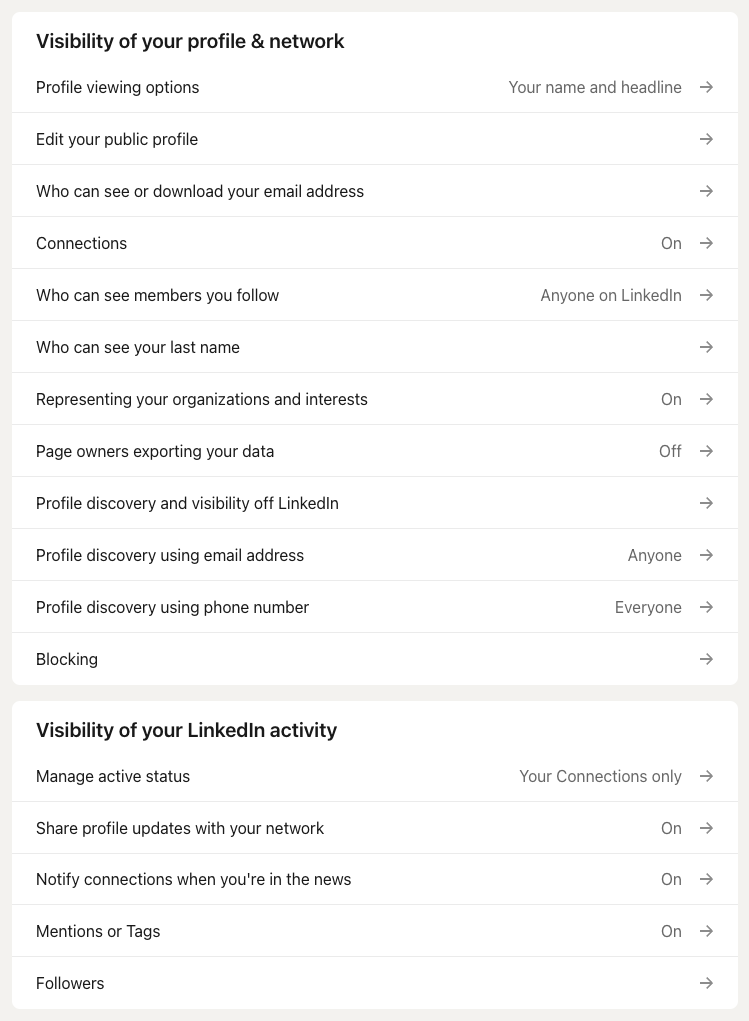 Visibility of your profile & network
Profile viewing options Your name and headline
Edit your public profile
Who can see or download your email address
Connections On
Who can see members you follow Anyone on LinkedIn
Who can see your last name
Representing your organizations and interests On
Page owners exporting your data Off
Profile discovery and visibility off LinkedIn
Profile discovery using email address Anyone
Profile discovery using phone number Everyone
Blocking
Visibility of your LinkedIn activity
Manage active status Your Connections only
Share profile updates with your network On
Notify connections when you're in the news On
Mentions or Tags On
Followers